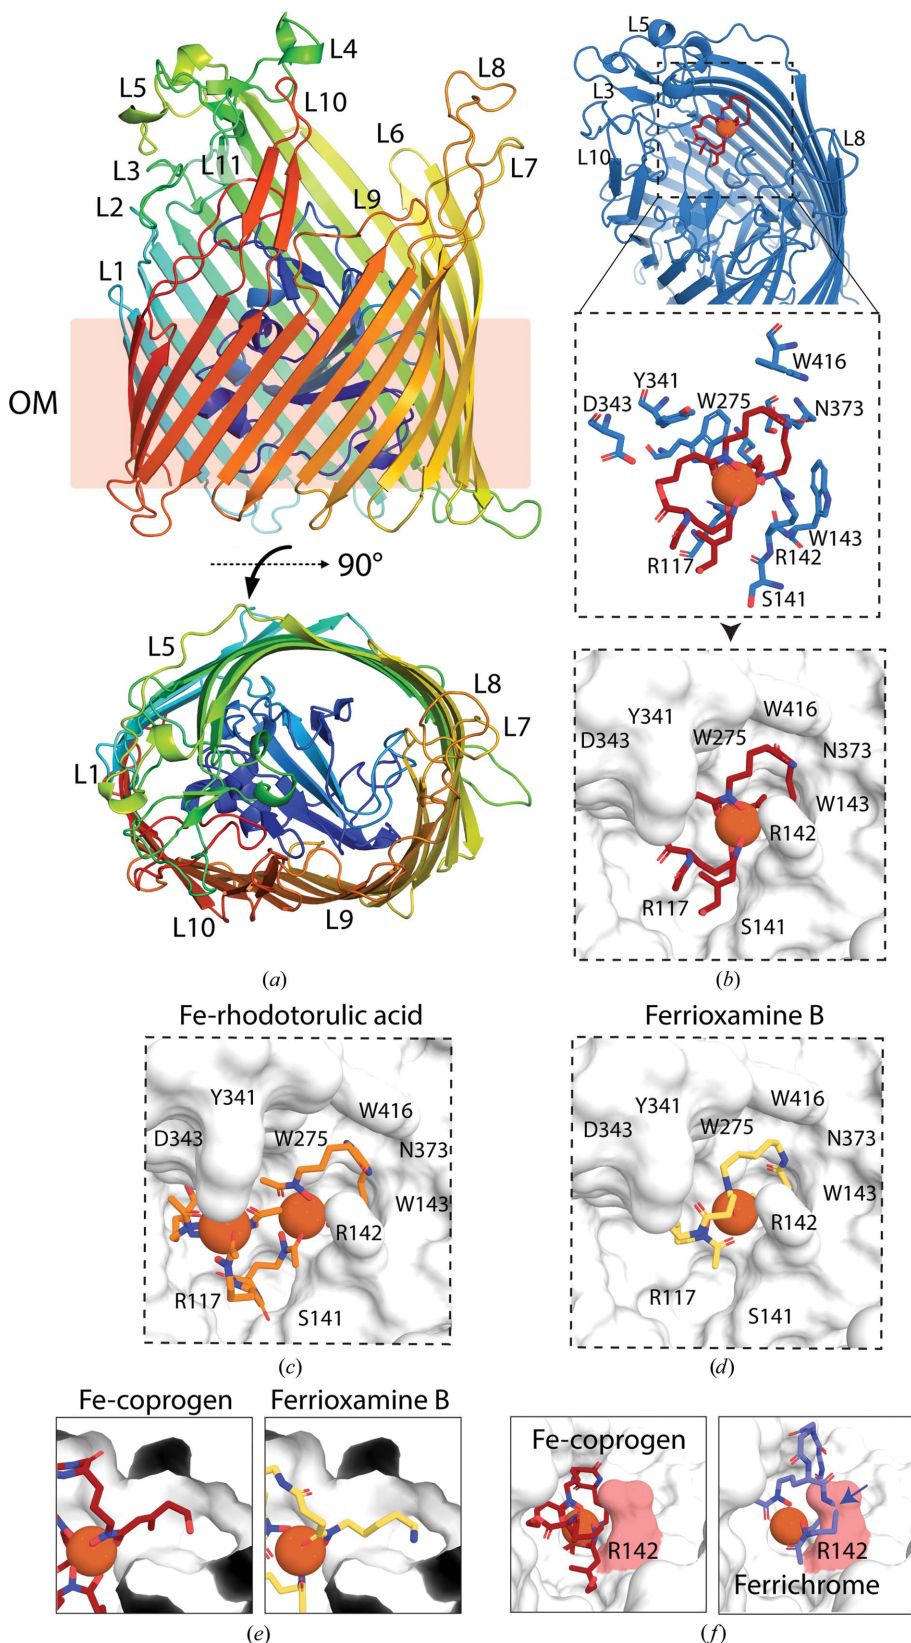 L4
L5
L10
L8
L3
L11
L6
L7
L2
L9
L1
OM
90°
L5
L8
L7
L1
L9
L10
(a)
L5
L3
L10
L8
W416
Y341
D343
W275
N373
W143
R117
R142
S141
W416
Y341
D343
W275
N373
W143
R142
R117
S141
(b)
Fe-rhodotorulic acid
Y341
W416
D343
W275
N373
W143
R142
R117
S141
(c)
Ferrioxamine B
Y341
W416
D343
W275
N373
W143
R142
R117
S141
(d)
Fe-coprogen
Ferrioxamine B
(e)
Fe-coprogen
R142
R142
Ferrichrome
(f)